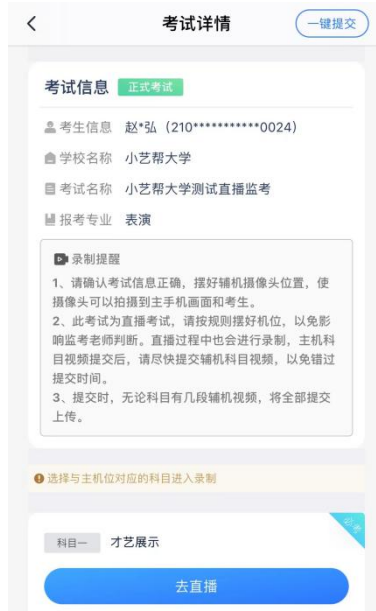 考试详情
一键提交
考试信息 正式考试
考生信息 赵*弘（210***********0024）
学校名称 小艺帮大学
考试名称 小艺帮大学测试直播监考
报考专业 表演
录制提醒
1、请确认考试信息正确，摆好辅机摄像头位置，使
摄像头可以拍摄到主手机画面和考生。
2、此考试为直播考试，请按规则摆好机位，以免影
响监考老师判断。直播过程中也会进行录制，主机科
目视频提交后，请尽快提交辅机科目视频，以免错过
提交时间。
3、提交时，无论科目有几段辅机视频，将全部提交
上传。
选择与主机位对应的科目进入录制
必考
科目一 才艺展示
去直播